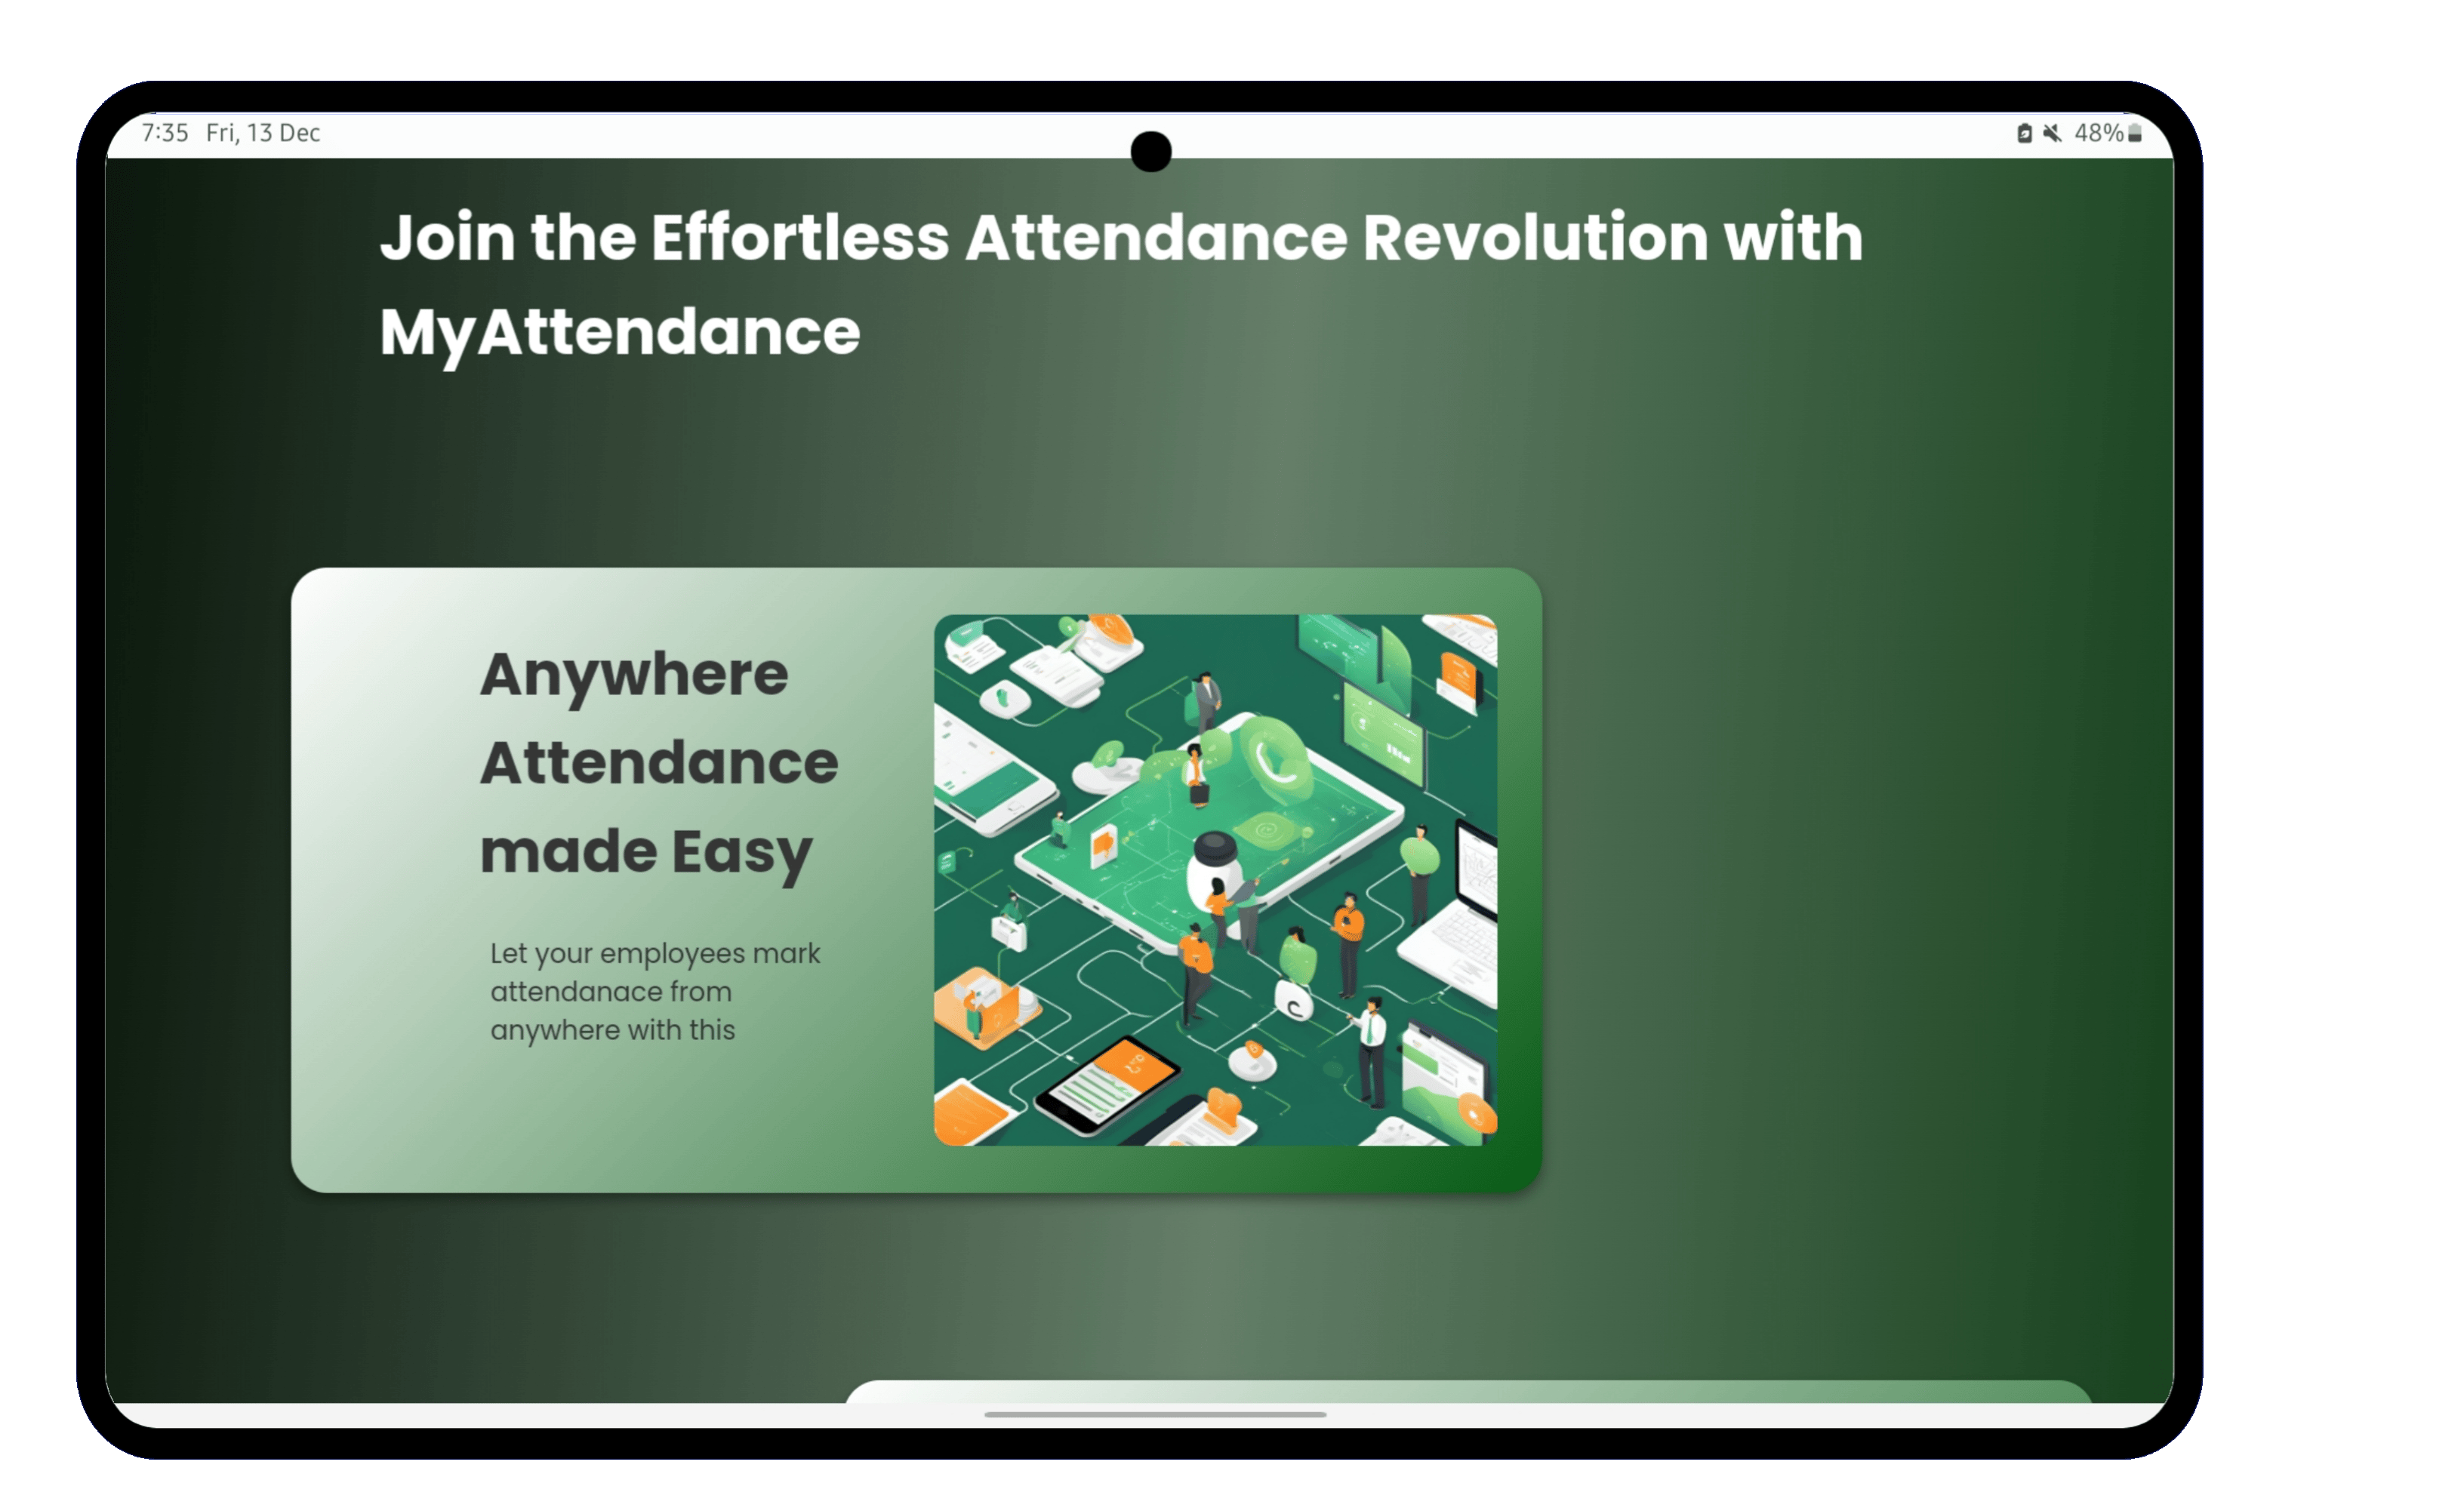 7:35 Fri, 13 Dec
48%
Join the Effortless Attendance Revolution with
MyAttendance
Anywhere
Attendance
made Easy
Let your employees mark
attendanace from
anywhere with this